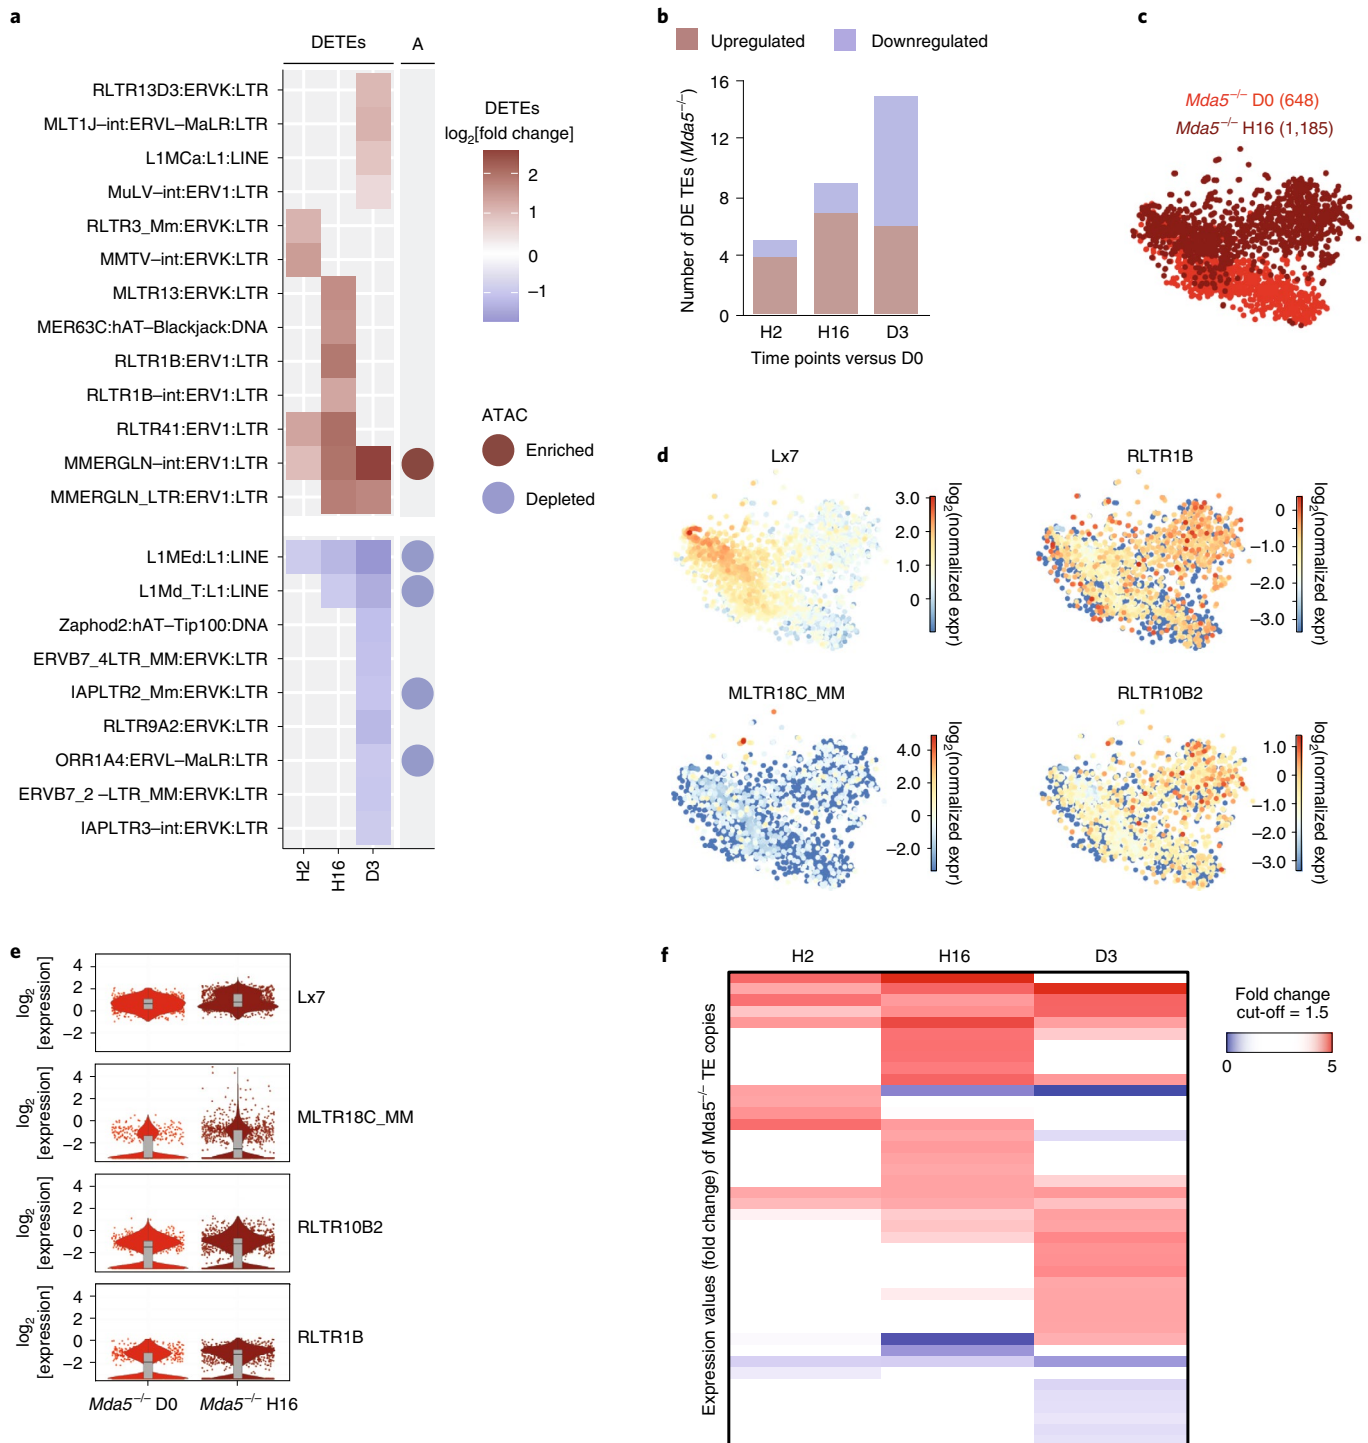 a
DETEs
A
RLTR13D3:ERVK:LTR
MLT1J–int:ERVL–MaLR:LTR
L1MCa:L1:LINE
MuLV–int:ERV1:LTR
RLTR3_Mm:ERVK:LTR
MMTV–int:ERVK:LTR
MLTR13:ERVK:LTR
MER63C:hAT–Blackjack:DNA
RLTR1B:ERV1:LTR
RLTR1B–int:ERV1:LTR
RLTR41:ERV1:LTR
MMERGLN–int:ERV1:LTR
MMERGLN_LTR:ERV1:LTR
L1MEd:L1:LINE
L1Md_T:L1:LINE
Zaphod2:hAT–Tip100:DNA
ERVB7_4LTR_MM:ERVK:LTR
IAPLTR2_Mm:ERVK:LTR
RLTR9A2:ERVK:LTR
ORR1A4:ERVL–MaLR:LTR
ERVB7_2 –LTR_MM:ERVK:LTR
IAPLTR3–int:ERVK:LTR
H2
H16
D3
DETEs
log2[fold change]
2
1
0
–1
ATAC
Enriched
Depleted
b
Upregulated
Downregulated
Number of DE TEs (Mda5–/–)
16
12
8
4
0
H2
H16
D3
Time points versus D0
c
Mda5–/– D0 (648)
Mda5–/– H16 (1,185)
d
Lx7
3.0
2.0
1.0
0
log2(normalized expr)
RLTR1B
0
–1.0
–2.0
–3.0
log2(normalized expr)
MLTR18C_MM
4.0
2.0
0
–2.0
log2(normalized expr)
RLTR10B2
1.0
0
–1.0
–2.0
–3.0
log2(normalized expr)
e
log2
[expression]
4
2
0
–2
Lx7
log2
[expression]
4
2
0
–2
MLTR18C_MM
log2
[expression]
4
2
0
–2
RLTR10B2
log2
[expression]
4
2
0
–2
RLTR1B
Mda5–/– D0
Mda5–/– H16
f
H2
H16
D3
Expression values (fold change) of Mda5–/– TE copies
Fold change
cut-off = 1.5
0
5